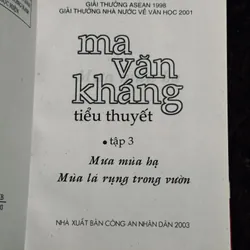 GIẢI THƯỞNG ASEAN 1998
GIẢI THƯỞNG NHÀ NƯỚC VỀ VĂN HỌC 2001
ma
văn
kháng
tiểu thuyết
• tập 3
Mưa mùa hạ
Mùa lá rụng trong vườn
NHÀ XUẤT BẢN CÔNG AN NHÂN DÂN 2003